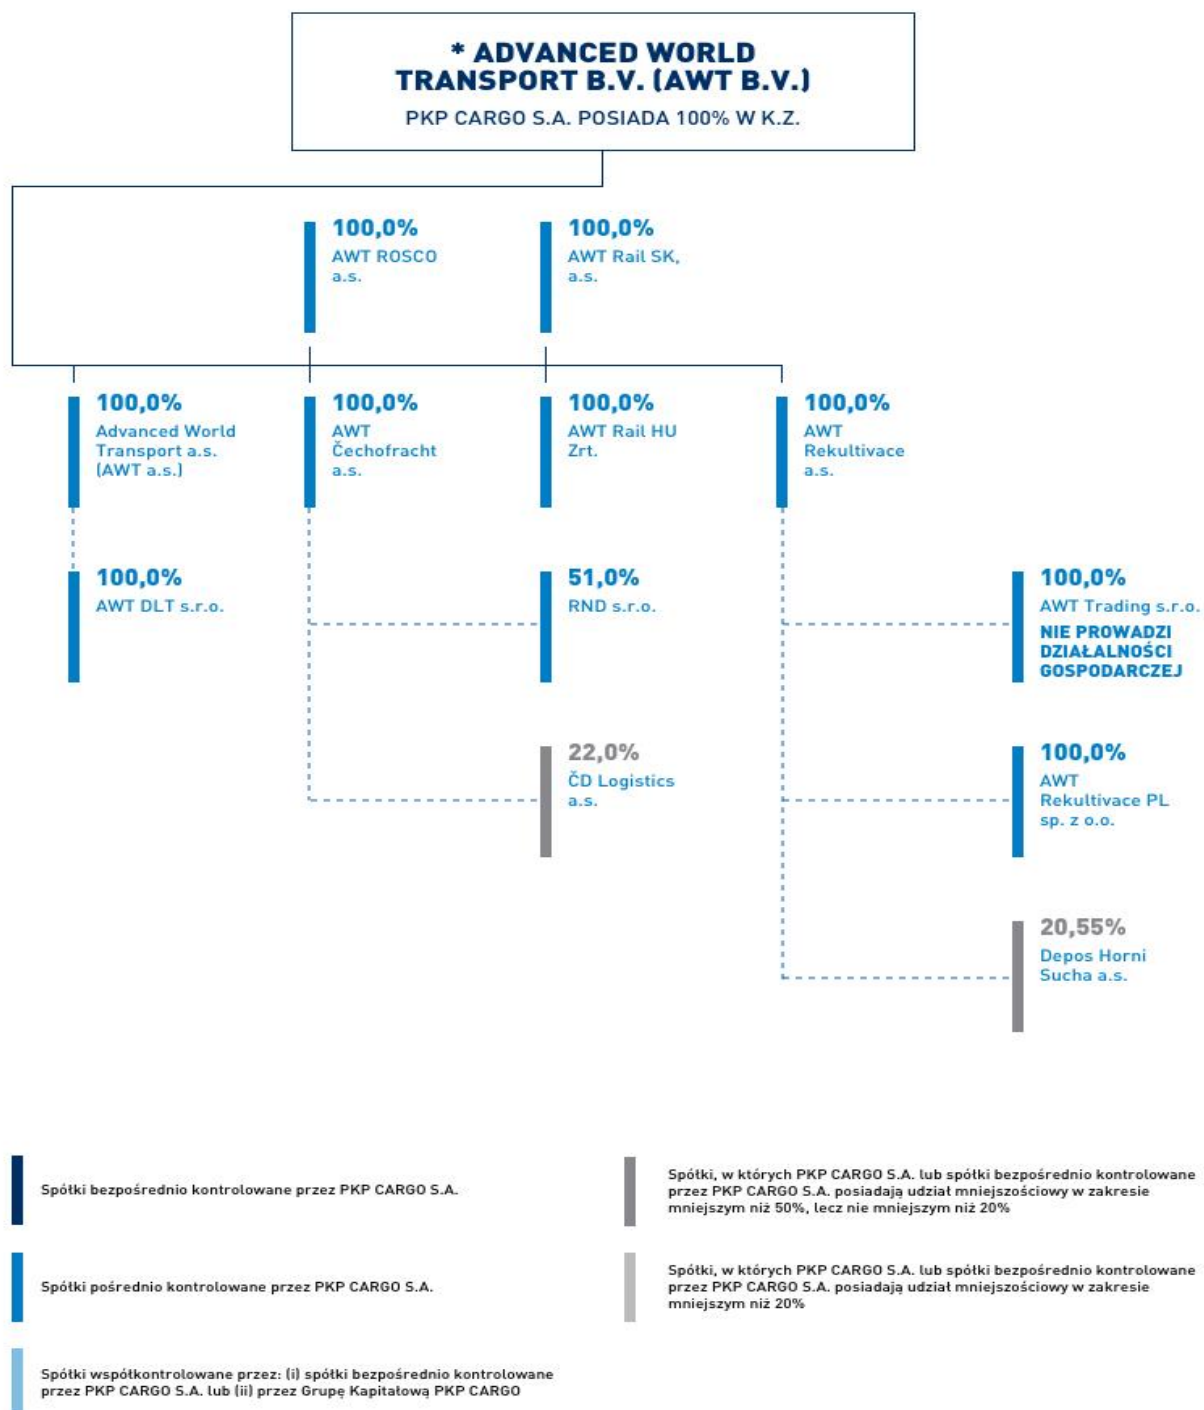 * ADVANCED WORLD
TRANSPORT B.V. (AWT B.V.)
PKP CARGO S.A. POSIADA 100% W K.Z.
100,0%
AWT ROSCO
a.s.
100,0%
AWT Rail SK,
a.s.
100,0%
Advanced World
Transport a.s.
(AWT a.s.)
100,0%
AWT
Čechofracht
a.s.
100,0%
AWT Rail HU
Zrt.
100,0%
AWT
Rekultivace
a.s.
100,0%
AWT DLT s.r.o.
51,0%
RND s.r.o.
100,0%
AWT Trading s.r.o.
NIE PROWADZI
DZIAŁALNOŚCI
GOSPODARCZEJ
22,0%
ČD Logistics
a.s.
100,0%
AWT
Rekultivace PL
sp. z o.o.
20,55%
Depos Horni
Sucha a.s.
Spółki bezpośrednio kontrolowane przez PKP CARGO S.A.
Spółki, w których PKP CARGO S.A. lub spółki bezpośrednio kontrolowane
przez PKP CARGO S.A. posiadają udział mniejszościowy w zakresie
mniejszym niż 50%, lecz nie mniejszym niż 20%
Spółki pośrednio kontrolowane przez PKP CARGO S.A.
Spółki, w których PKP CARGO S.A. lub spółki bezpośrednio kontrolowane
przez PKP CARGO S.A. posiadają udział mniejszościowy w zakresie
mniejszym niż 20%
Spółki współkontrolowane przez: (i) spółki bezpośrednio kontrolowane
przez PKP CARGO S.A. lub (ii) przez Grupę Kapitałową PKP CARGO